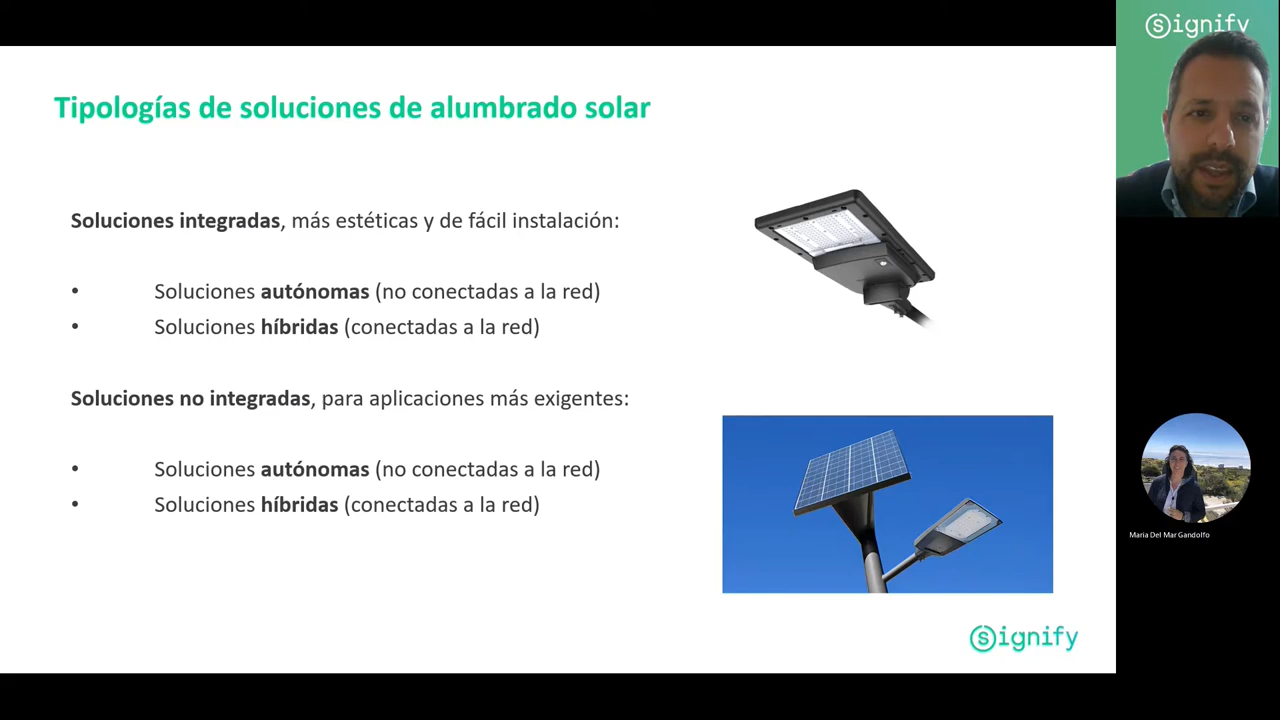 Tipologías de soluciones de alumbrado solar
Soluciones integradas, más estéticas y de fácil instalación:
• Soluciones autónomas (no conectadas a la red)
• Soluciones híbridas (conectadas a la red)
Soluciones no integradas, para aplicaciones más exigentes:
• Soluciones autónomas (no conectadas a la red)
• Soluciones híbridas (conectadas a la red)
signify
signify
Maria Del Mar Gandolfo